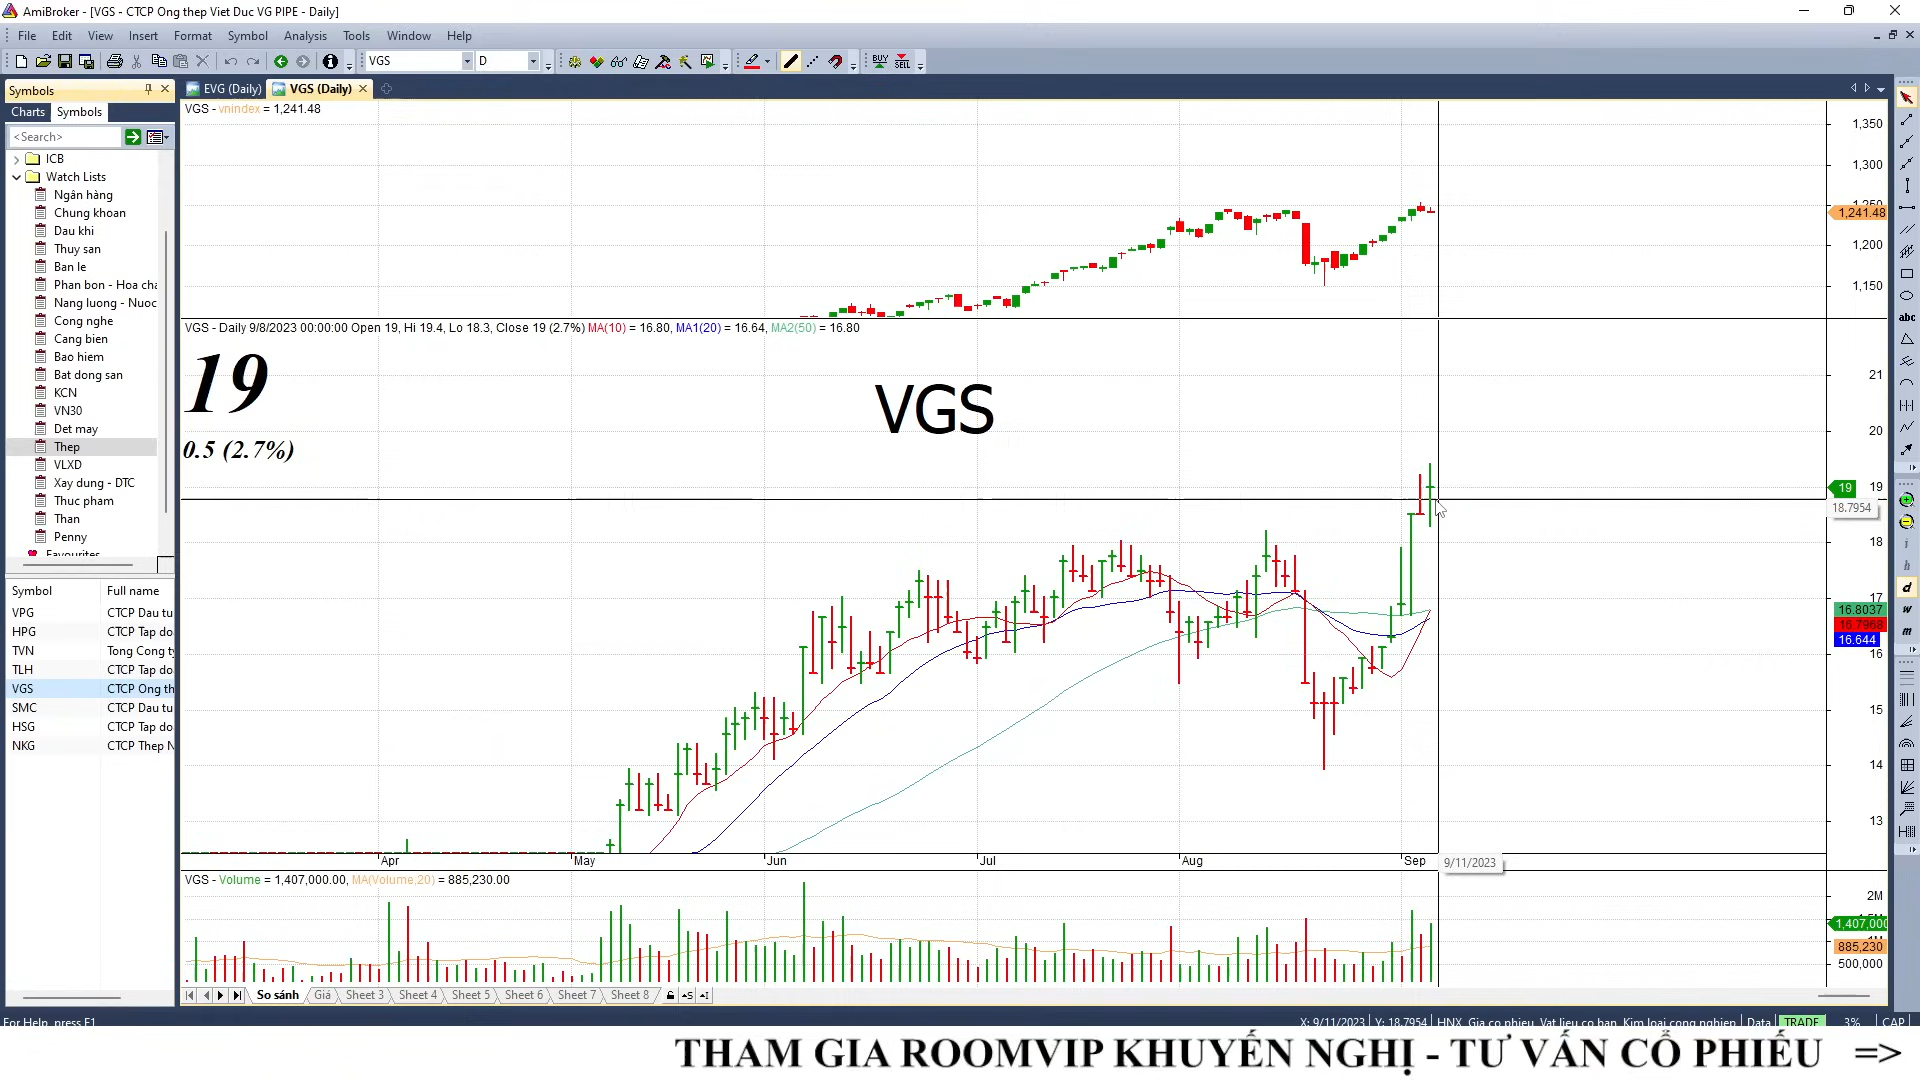 AmiBroker - [VGS - CTCP Ong thep Viet Duc VG PIPE - Daily]
File Edit View Insert Format Symbol Analysis Tools Window Help
VGS D BUY SELL
Symbols
EVG (Daily) VGS (Daily)
Charts Symbols
<Search>
ICB
Watch Lists
Ngân hàng
Chung khoan
Dau khi
Thuy san
Ban le
Phan bon - Hoa cha
Nang luong - Nuoc
Cong nghe
Cang bien
Bao hiem
Bat dong san
KCN
VN30
Det may
Thep
VLXD
Xay dung - DTC
Thuc pham
Than
Penny
Favourites
Symbol Full name
VPG CTCP Dau tu
HPG CTCP Tap do
TVN Tong Cong ty
TLH CTCP Tap do
VGS CTCP Ong th
SMC CTCP Dau tu
HSG CTCP Tap do
NKG CTCP Thep N
VGS - vnindex = 1,241.48
1,350
1,300
1,250
1,241.48
1,200
1,150
VGS - Daily 9/8/2023 00:00:00 Open 19, Hi 19.4, Lo 18.3, Close 19 (2.7%) MA(10) = 16.80, MA1(20) = 16.64, MA2(50) = 16.80
19
0.5 (2.7%)
VGS
21
20
19 19
18.7954
18
17
16.8037
16.7968
16.644
16
15
14
13
Apr May Jun Jul Aug Sep 9/11/2023
VGS - Volume = 1,407,000.00, MA(Volume,20) = 885,230.00
2M
1,407,000
885,230
500,000
So sánh Giá Sheet 3 Sheet 4 Sheet 5 Sheet 6 Sheet 7 Sheet 8
abc
d
w
m
For Help, press F1
X: 9/11/2023 Y: 18.7954 HNX, Gia co phieu, Vat lieu co ban, Kim loai cong nghiep Data TRADE 3% CAP
THAM GIA ROOMVIP KHUYẾN NGHỊ - TƯ VẤN CỔ PHIẾU =>